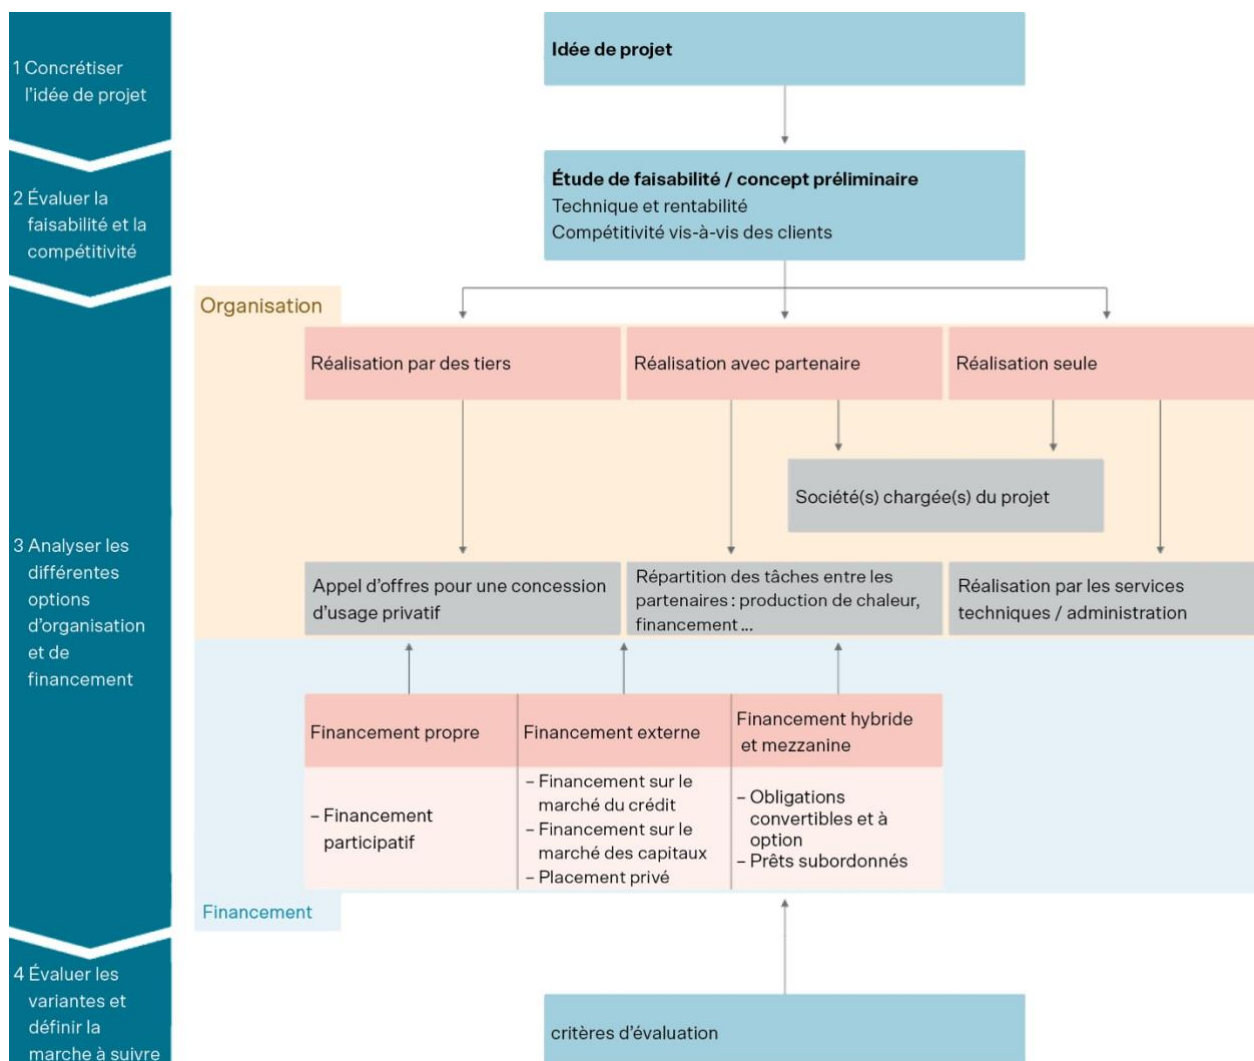 1 Concrétiser
l'idée de projet
Idée de projet
2 Évaluer la
faisabilité et la
compétitivité
Étude de faisabilité / concept préliminaire
Technique et rentabilité
Compétitivité vis-à-vis des clients
3 Analyser les
différentes
options
d'organisation
et de
financement
Organisation
Réalisation par des tiers
Réalisation avec partenaire
Réalisation seule
Société(s) chargée(s) du projet
Appel d'offres pour une concession
d'usage privatif
Répartition des tâches entre les
partenaires : production de chaleur,
financement ...
Réalisation par les services
techniques / administration
Financement propre
Financement externe
Financement hybride
et mezzanine
– Financement
participatif
– Financement sur le
marché du crédit
– Financement sur le
marché des capitaux
– Placement privé
– Obligations
convertibles et à
option
– Prêts subordonnés
Financement
4 Évaluer les
variantes et
définir la
marche à suivre
critères d'évaluation